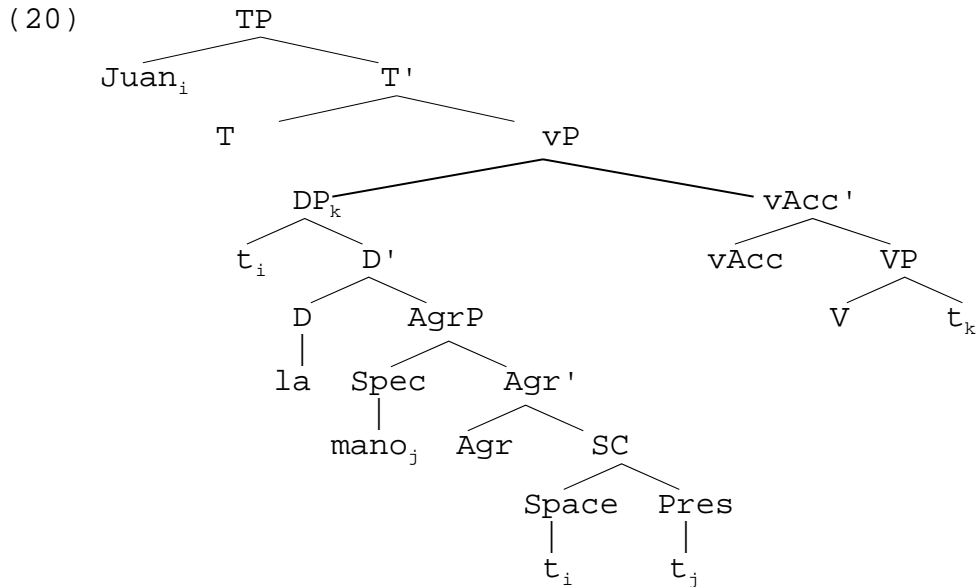 (20) TP
Juanᵢ T'
T vP
DPₖ vAcc'
tᵢ D' vAcc VP
D AgrP V tₖ
la Spec Agr'
manoⱼ Agr SC
Space Pres
tᵢ tⱼ